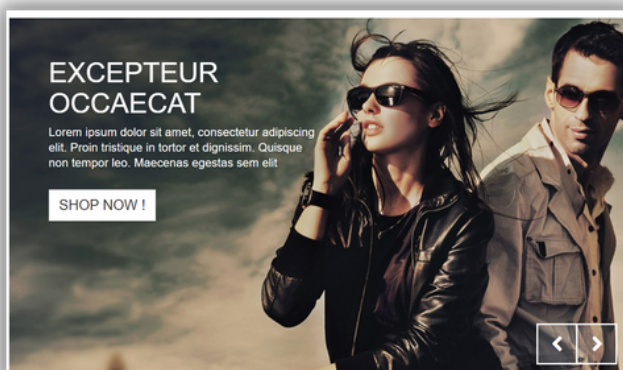 EXCEPTEUR
OCCAECAT
Lorem ipsum dolor sit amet, consectetur adipiscing
elit. Proin tristique in tortor et dignissim. Quisque
non tempor leo. Maecenas egestas sem elit
SHOP NOW !